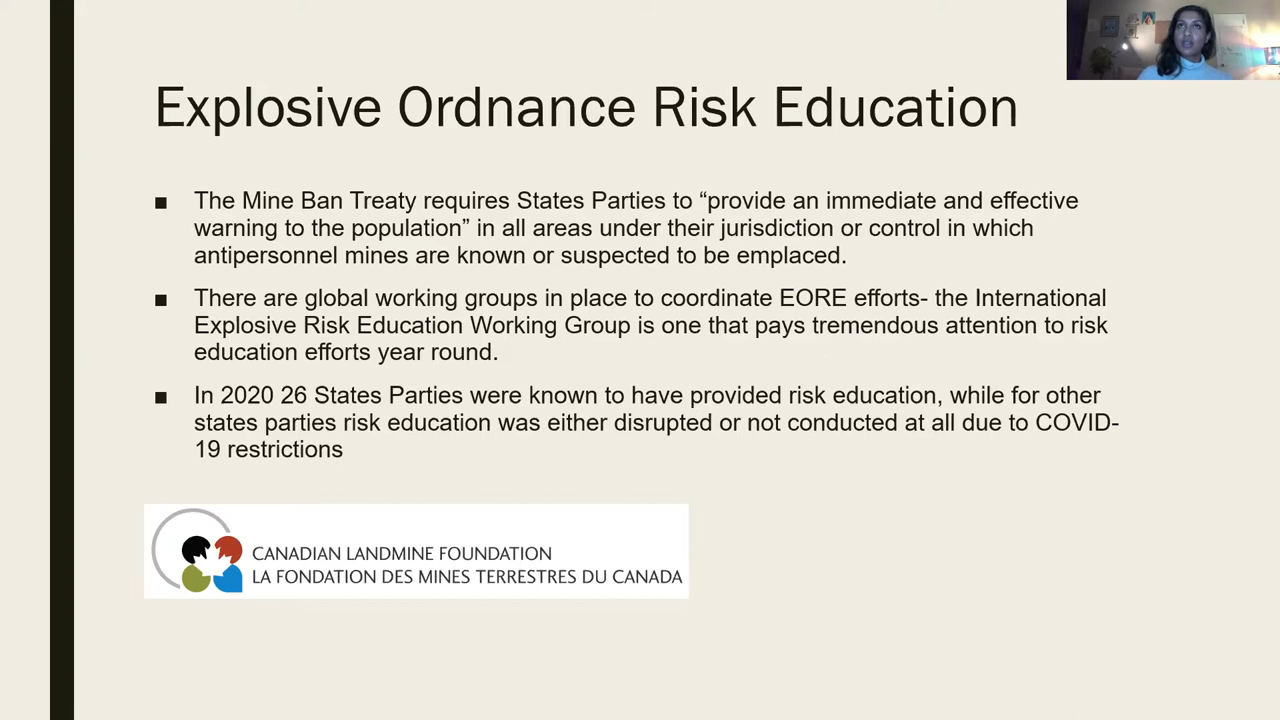 Explosive Ordnance Risk Education
■ The Mine Ban Treaty requires States Parties to “provide an immediate and effective
warning to the population” in all areas under their jurisdiction or control in which
antipersonnel mines are known or suspected to be emplaced.
■ There are global working groups in place to coordinate EORE efforts- the International
Explosive Risk Education Working Group is one that pays tremendous attention to risk
education efforts year round.
■ In 2020 26 States Parties were known to have provided risk education, while for other
states parties risk education was either disrupted or not conducted at all due to COVID-
19 restrictions
CANADIAN LANDMINE FOUNDATION
LA FONDATION DES MINES TERRESTRES DU CANADA